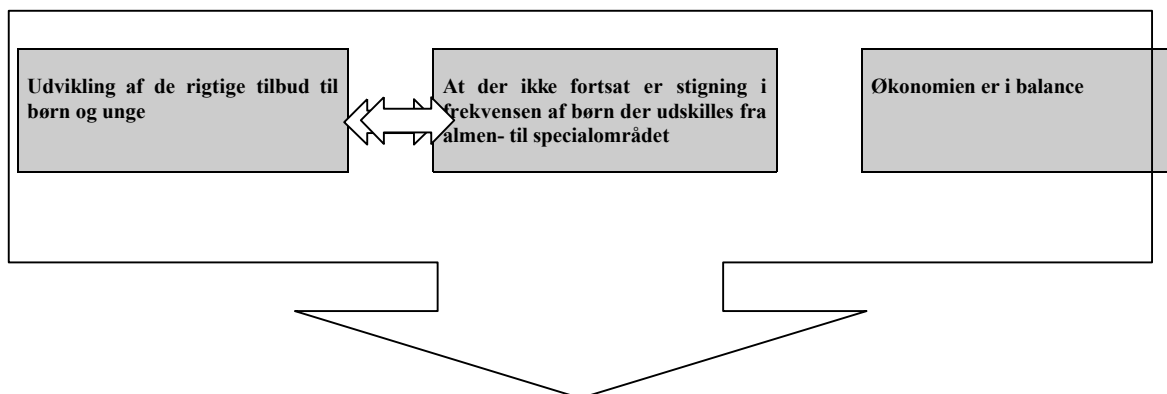 Udvikling af de rigtige tilbud til
børn og unge
At der ikke fortsat er stigning i
frekvensen af børn der udskilles fra
almen- til specialområdet
Økonomien er i balance